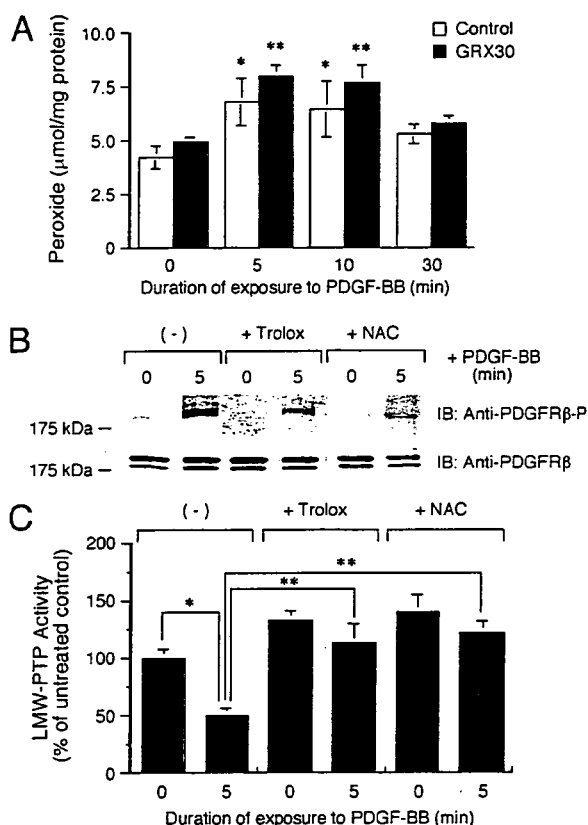 A
Control
GRX30
Peroxide (μmol/mg protein)
10.0
7.5
5.0
2.5
0
* ** * **
0 5 10 30
Duration of exposure to PDGF-BB (min)
B
(-) + Trolox + NAC
0 5 0 5 0 5
+ PDGF-BB
(min)
175 kDa — IB: Anti-PDGFRβ-P
175 kDa — IB: Anti-PDGFRβ
C
(-) + Trolox + NAC
LMW-PTP Activity
(% of untreated control)
200
150
100
50
0
**
**
*
0 5 0 5 0 5
Duration of exposure to PDGF-BB (min)